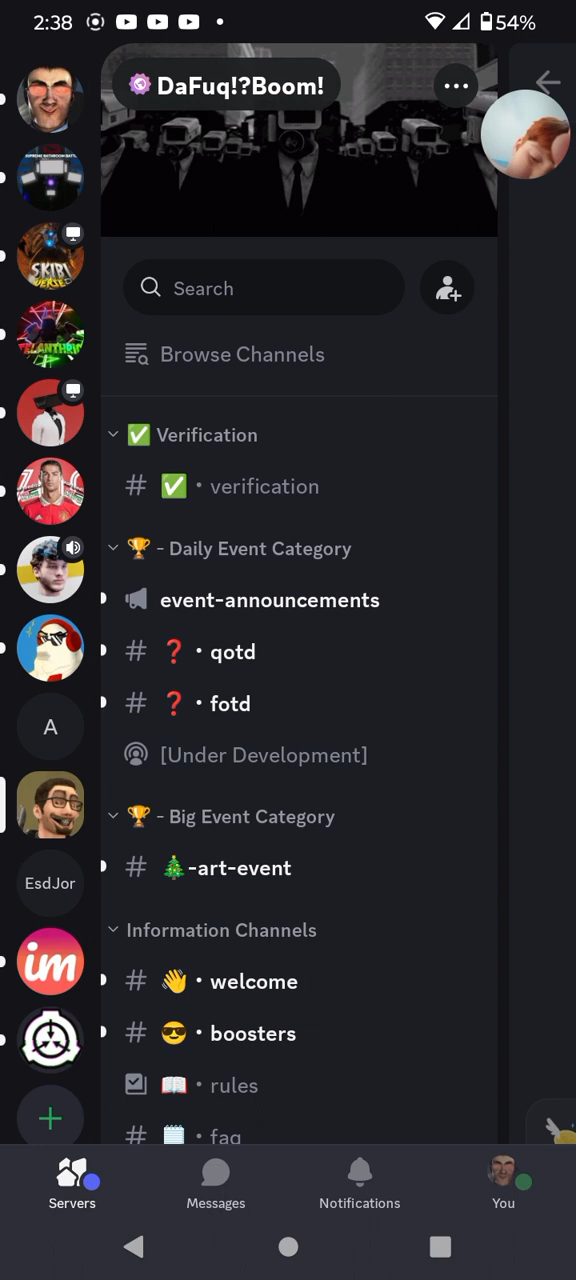 2:38
54%
DaFuq!?Boom!
Search
Browse Channels
✅ Verification
# ✅・verification
🏆 - Daily Event Category
event-announcements
# ❓・qotd
# ❓・fotd
[Under Development]
🏆 - Big Event Category
# 🎄-art-event
Information Channels
# 👋・welcome
# 😎・boosters
📖・rules
# 🗒️・faq
SKIBI
VERSE
A
EsdJor
im
Servers
Messages
Notifications
You